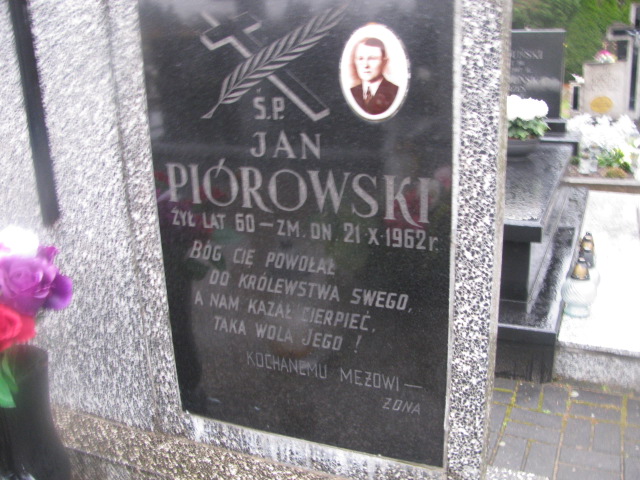 Ś.P.
JAN
PIÓROWSKI
ŻYŁ LAT 60 – ZM. DN 21·X·1962 r.
BÓG CIĘ POWOŁAŁ
DO KRÓLEWSTWA SWEGO,
A NAM KAZAŁ CIERPIEĆ,
TAKA WOLA JEGO !
KOCHANEMU MĘŻOWI —
ŻONA